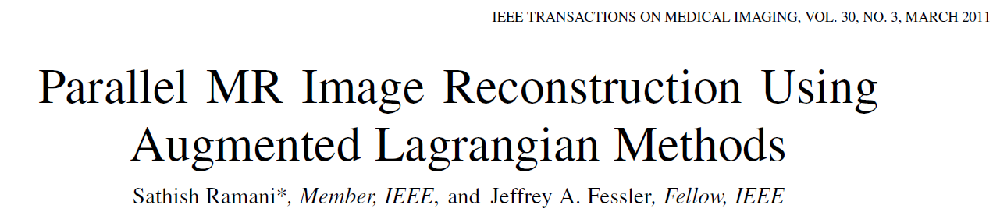 IEEE TRANSACTIONS ON MEDICAL IMAGING, VOL. 30, NO. 3, MARCH 2011
Parallel MR Image Reconstruction Using
Augmented Lagrangian Methods
Sathish Ramani*, Member, IEEE, and Jeffrey A. Fessler, Fellow, IEEE